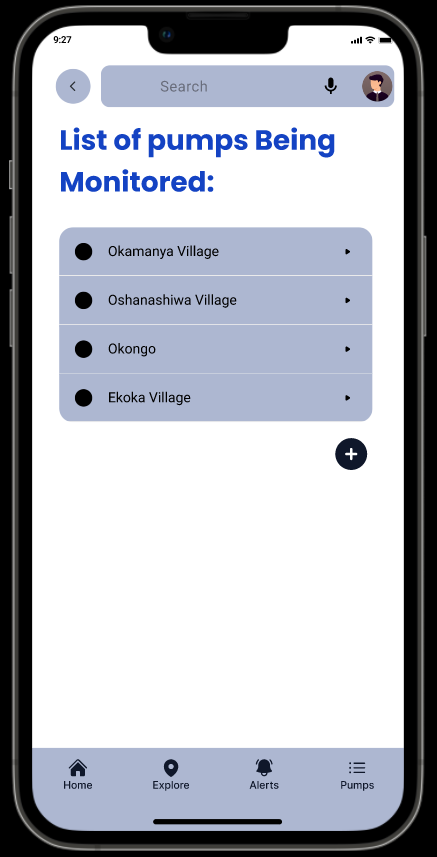 9:27
Search
List of pumps Being
Monitored:
Okamanya Village
Oshanashiwa Village
Okongo
Ekoka Village
Home
Explore
Alerts
Pumps